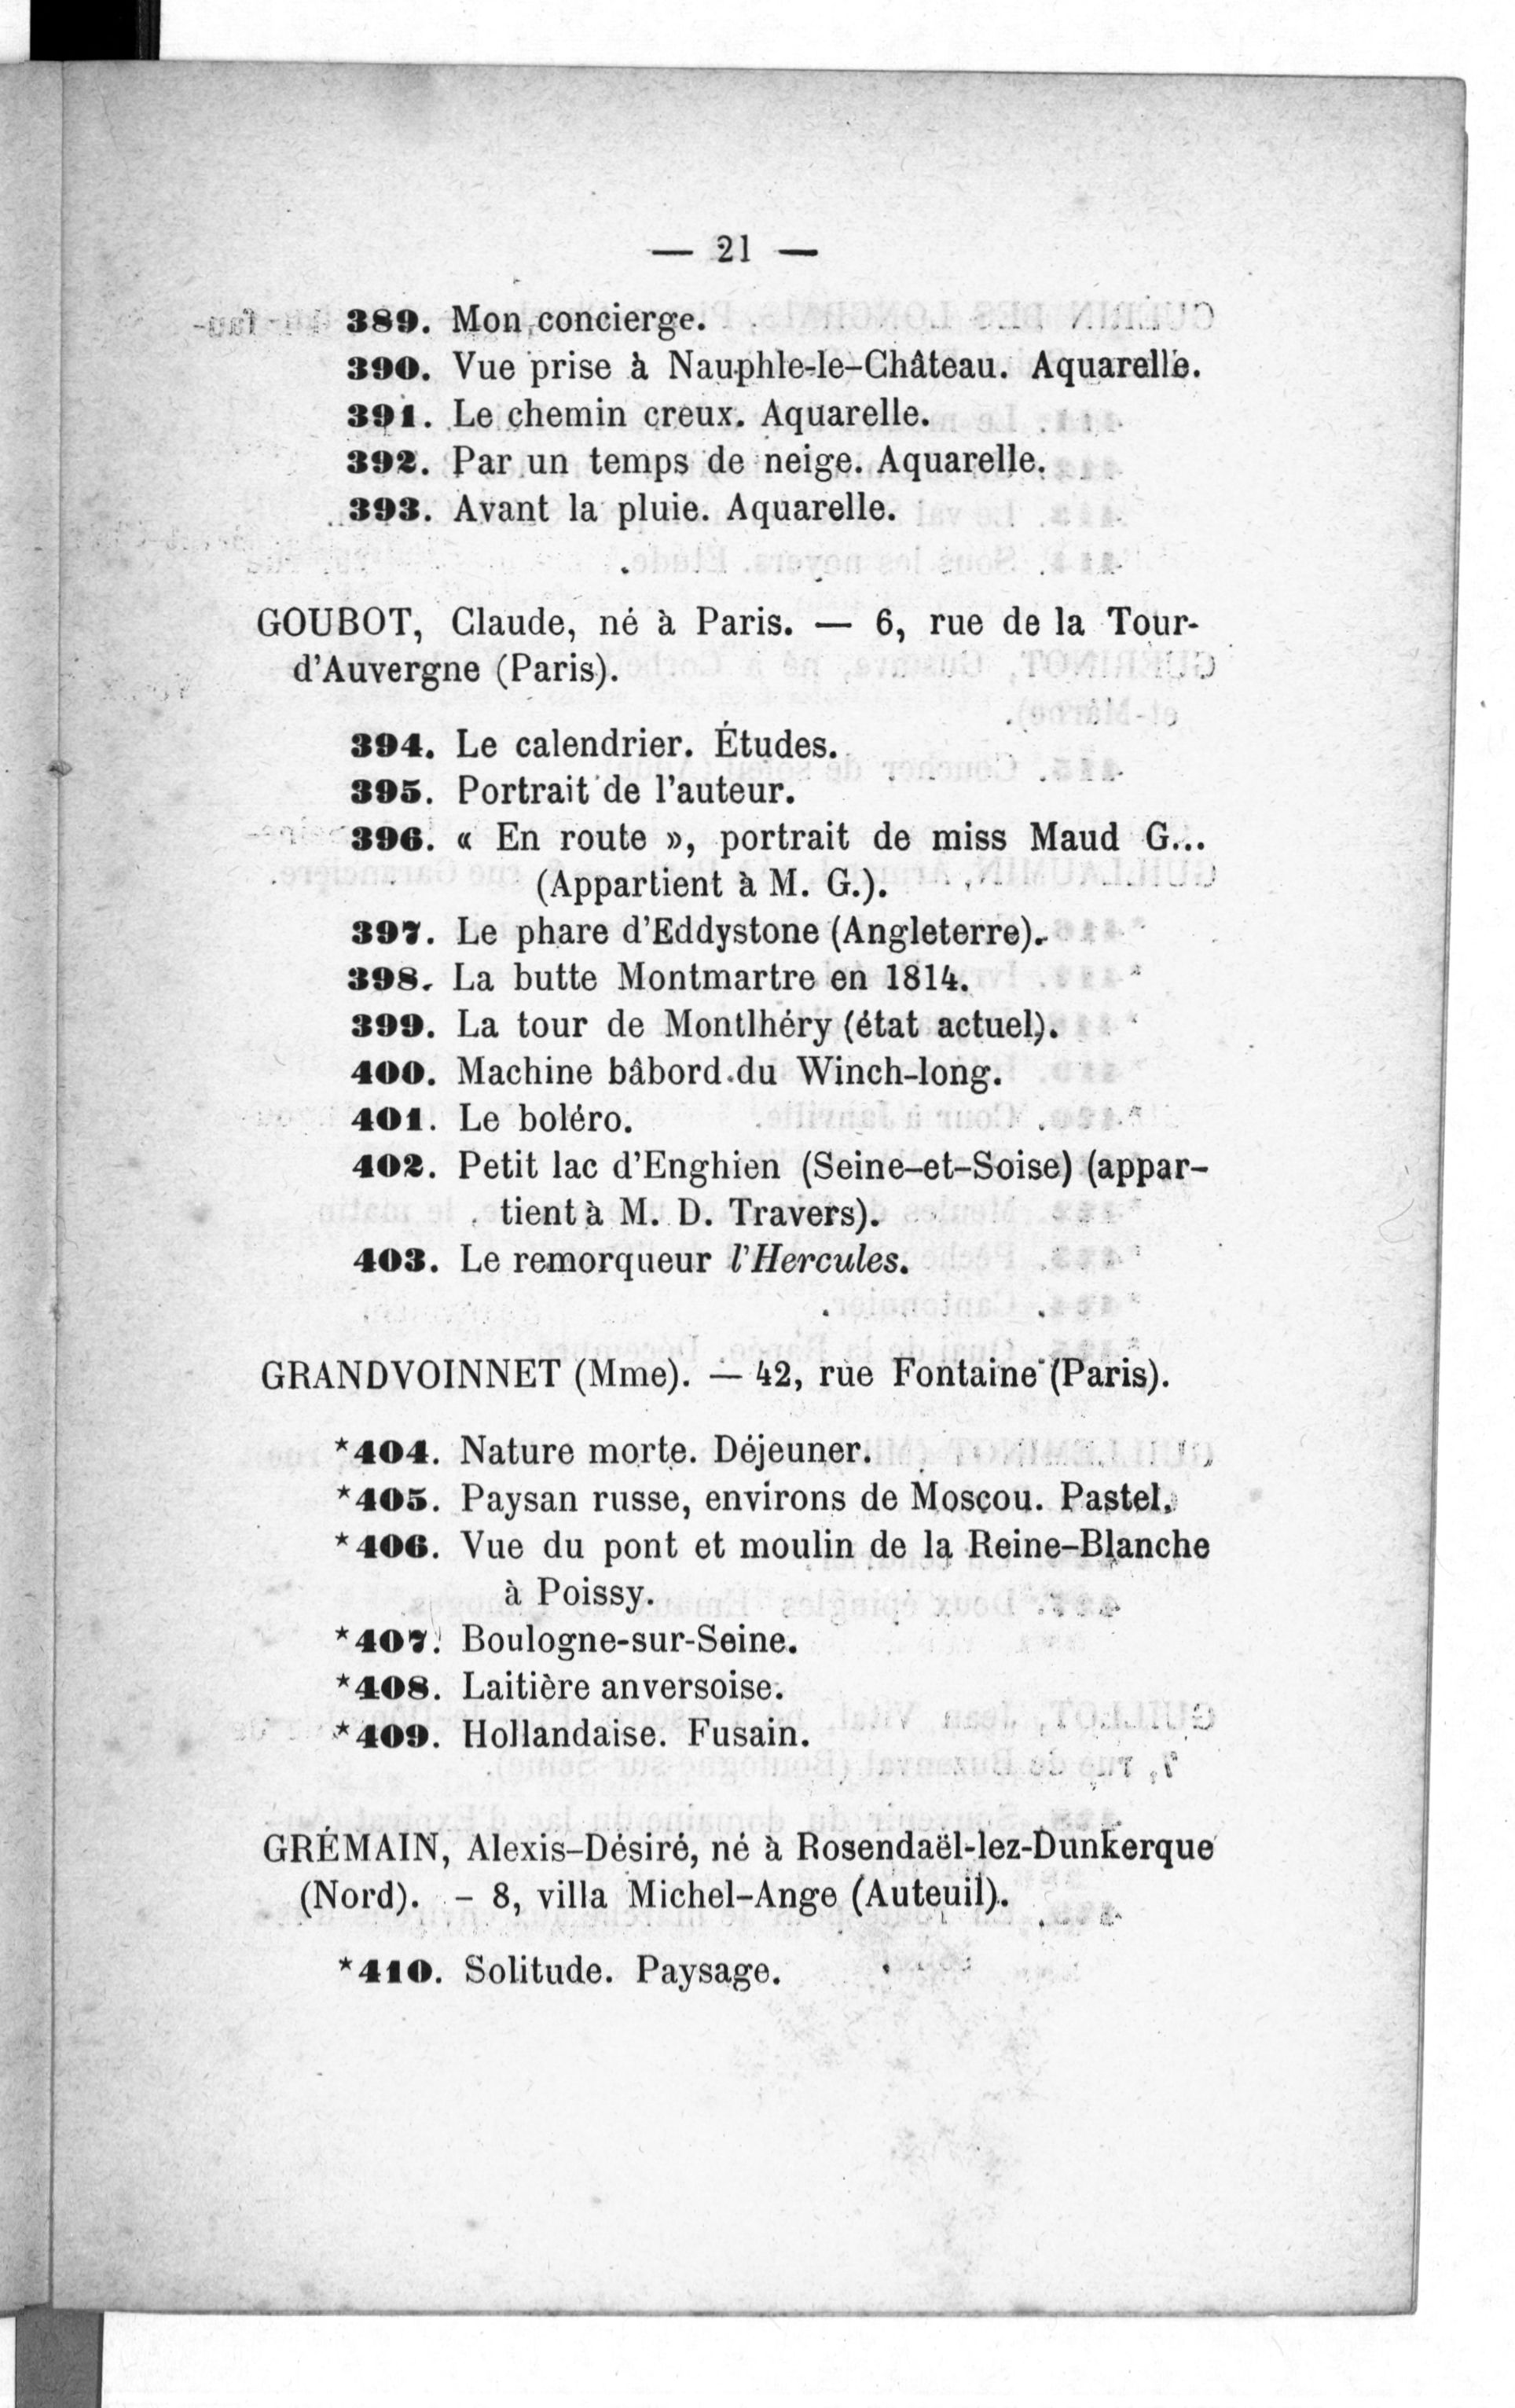 — 21 —
389. Mon concierge.
390. Vue prise à Nauphle-le-Château. Aquarelle.
391. Le chemin creux. Aquarelle.
392. Par un temps de neige. Aquarelle.
393. Avant la pluie. Aquarelle.
GOUBOT, Claude, né à Paris. — 6, rue de la Tour-
d'Auvergne (Paris).
394. Le calendrier. Études.
395. Portrait de l'auteur.
396. « En route », portrait de miss Maud G...
(Appartient à M. G.).
397. Le phare d'Eddystone (Angleterre).
398. La butte Montmartre en 1814.
399. La tour de Montlhéry (état actuel).
400. Machine bâbord du Winch-long.
401. Le boléro.
402. Petit lac d'Enghien (Seine-et-Soise) (appar-
tient à M. D. Travers).
403. Le remorqueur l'Hercules.
GRANDVOINNET (Mme). — 42, rue Fontaine (Paris).
*404. Nature morte. Déjeuner.
*405. Paysan russe, environs de Moscou. Pastel.
*406. Vue du pont et moulin de la Reine-Blanche
à Poissy.
*407. Boulogne-sur-Seine.
*408. Laitière anversoise.
*409. Hollandaise. Fusain.
GRÉMAIN, Alexis-Désiré, né à Rosendaël-lez-Dunkerque
(Nord). - 8, villa Michel-Ange (Auteuil).
*410. Solitude. Paysage.